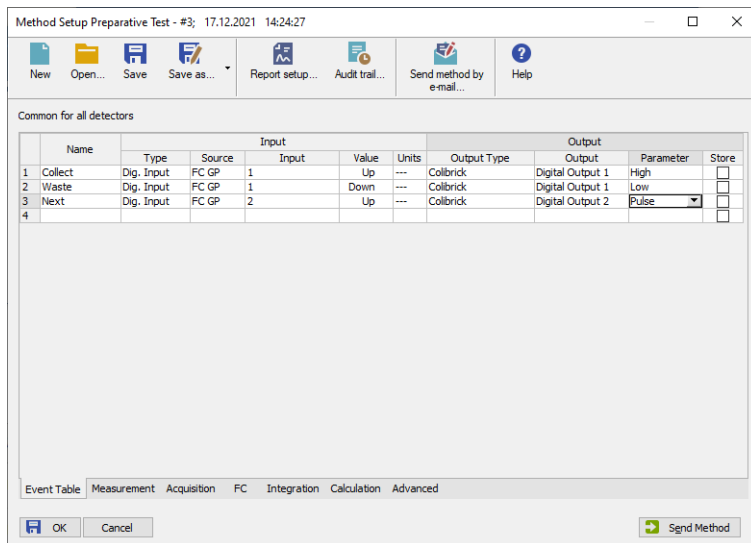 Method Setup Preparative Test - #3; 17.12.2021 14:24:27
New Open... Save Save as... Report setup... Audit trail... Send method by e-mail... Help
Common for all detectors
Name Input Output
Type Source Input Value Units Output Type Output Parameter Store
1 Collect Dig. Input FC GP 1 Up --- Colibrick Digital Output 1 High
2 Waste Dig. Input FC GP 1 Down --- Colibrick Digital Output 1 Low
3 Next Dig. Input FC GP 2 Up --- Colibrick Digital Output 2 Pulse
4
Event Table Measurement Acquisition FC Integration Calculation Advanced
OK Cancel Send Method